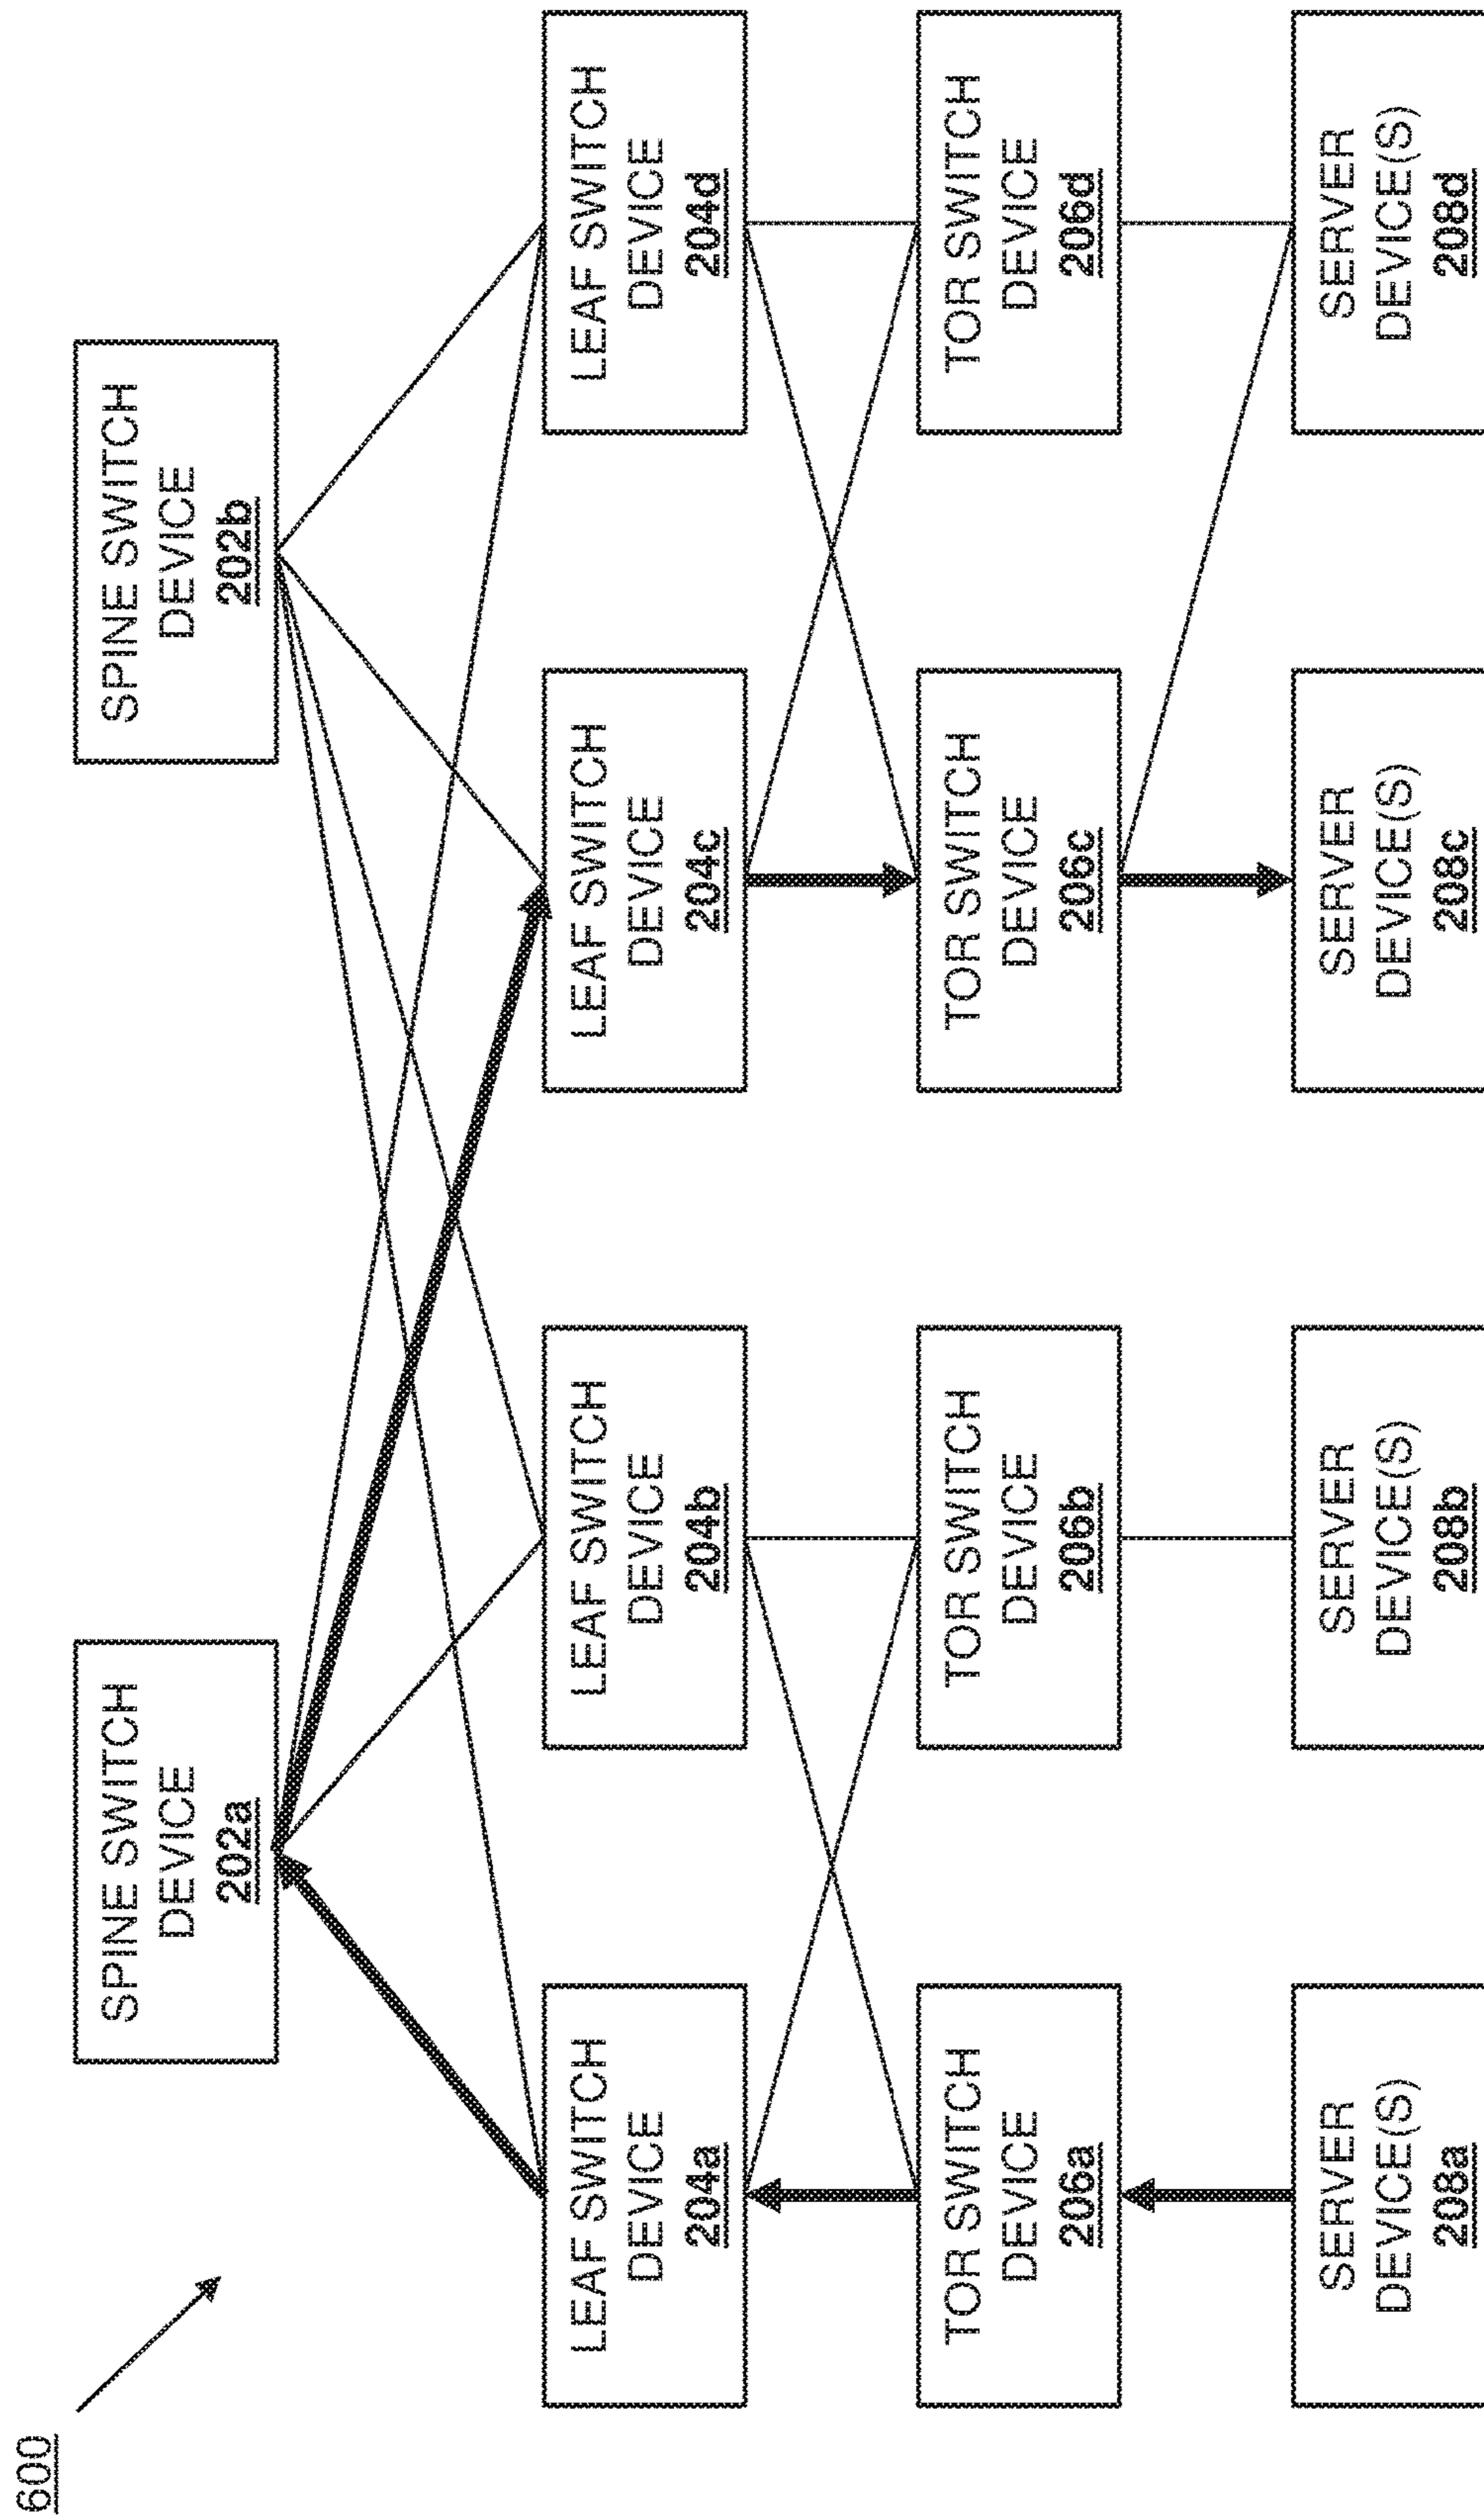 600
SPINE SWITCH
DEVICE
202a
SPINE SWITCH
DEVICE
202b
LEAF SWITCH
DEVICE
204a
LEAF SWITCH
DEVICE
204b
LEAF SWITCH
DEVICE
204c
LEAF SWITCH
DEVICE
204d
TOR SWITCH
DEVICE
206a
TOR SWITCH
DEVICE
206b
TOR SWITCH
DEVICE
206c
TOR SWITCH
DEVICE
206d
SERVER
DEVICE(S)
208a
SERVER
DEVICE(S)
208b
SERVER
DEVICE(S)
208c
SERVER
DEVICE(S)
208d